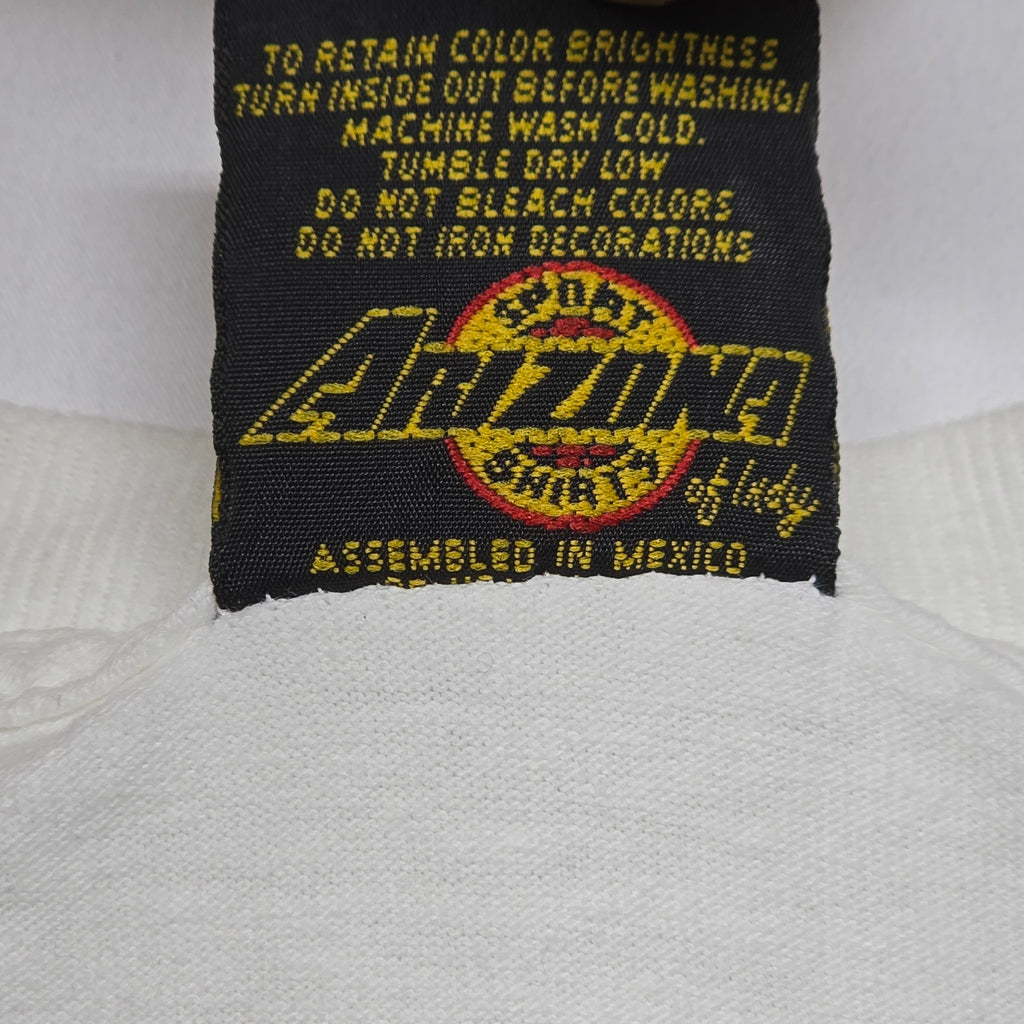 TO RETAIN COLOR BRIGHTNESS
TURN INSIDE OUT BEFORE WASHING!
MACHINE WASH COLD.
TUMBLE DRY LOW
DO NOT BLEACH COLORS
DO NOT IRON DECORATIONS
SPORT
ARIZONA
SHIRTS
of Indy
ASSEMBLED IN MEXICO